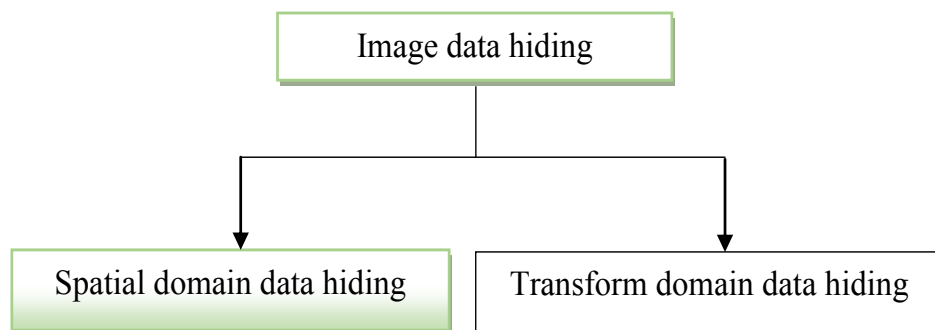 Image data hiding
Spatial domain data hiding
Transform domain data hiding